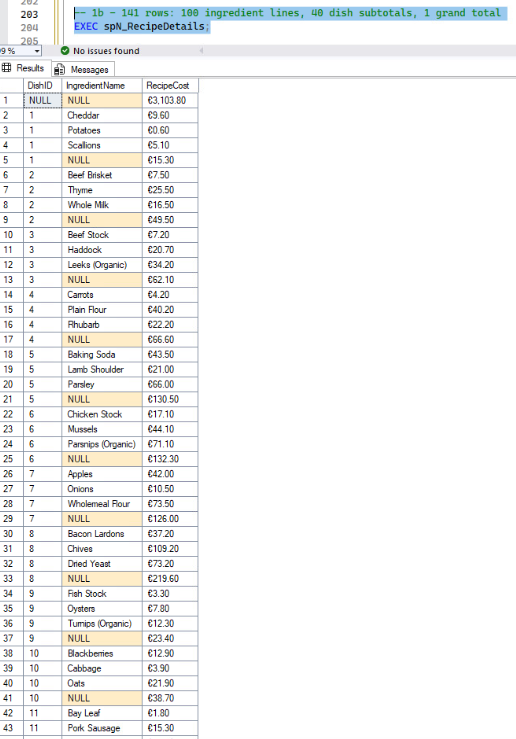 202
203 -- 1b - 141 rows: 100 ingredient lines, 40 dish subtotals, 1 grand total
204 EXEC spN_RecipeDetails;
205
9 % No issues found
Results Messages
DishID IngredientName RecipeCost
1 NULL NULL €3,103.80
2 1 Cheddar €9.60
3 1 Potatoes €0.60
4 1 Scallions €5.10
5 1 NULL €15.30
6 2 Beef Brisket €7.50
7 2 Thyme €25.50
8 2 Whole Milk €16.50
9 2 NULL €49.50
10 3 Beef Stock €7.20
11 3 Haddock €20.70
12 3 Leeks (Organic) €34.20
13 3 NULL €62.10
14 4 Carrots €4.20
15 4 Plain Flour €40.20
16 4 Rhubarb €22.20
17 4 NULL €66.60
18 5 Baking Soda €43.50
19 5 Lamb Shoulder €21.00
20 5 Parsley €66.00
21 5 NULL €130.50
22 6 Chicken Stock €17.10
23 6 Mussels €44.10
24 6 Parsnips (Organic) €71.10
25 6 NULL €132.30
26 7 Apples €42.00
27 7 Onions €10.50
28 7 Wholemeal Flour €73.50
29 7 NULL €126.00
30 8 Bacon Lardons €37.20
31 8 Chives €109.20
32 8 Dried Yeast €73.20
33 8 NULL €219.60
34 9 Fish Stock €3.30
35 9 Oysters €7.80
36 9 Turnips (Organic) €12.30
37 9 NULL €23.40
38 10 Blackberries €12.90
39 10 Cabbage €3.90
40 10 Oats €21.90
41 10 NULL €38.70
42 11 Bay Leaf €1.80
43 11 Pork Sausage €15.30